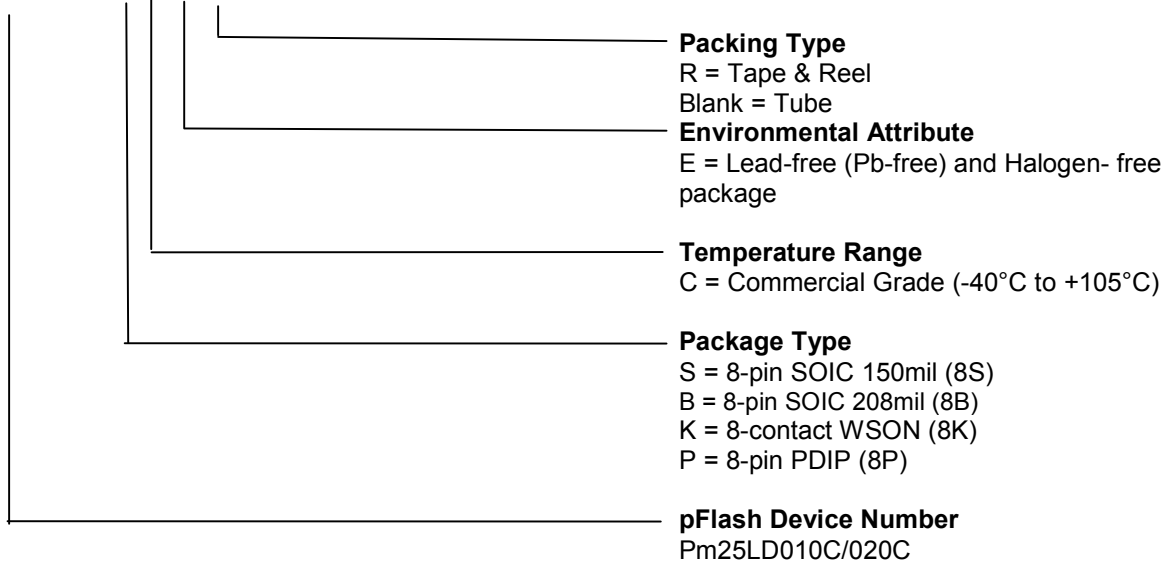 Packing Type
R = Tape & Reel
Blank = Tube
Environmental Attribute
E = Lead-free (Pb-free) and Halogen- free
package
Temperature Range
C = Commercial Grade (-40°C to +105°C)
Package Type
S = 8-pin SOIC 150mil (8S)
B = 8-pin SOIC 208mil (8B)
K = 8-contact WSON (8K)
P = 8-pin PDIP (8P)
pFlash Device Number
Pm25LD010C/020C